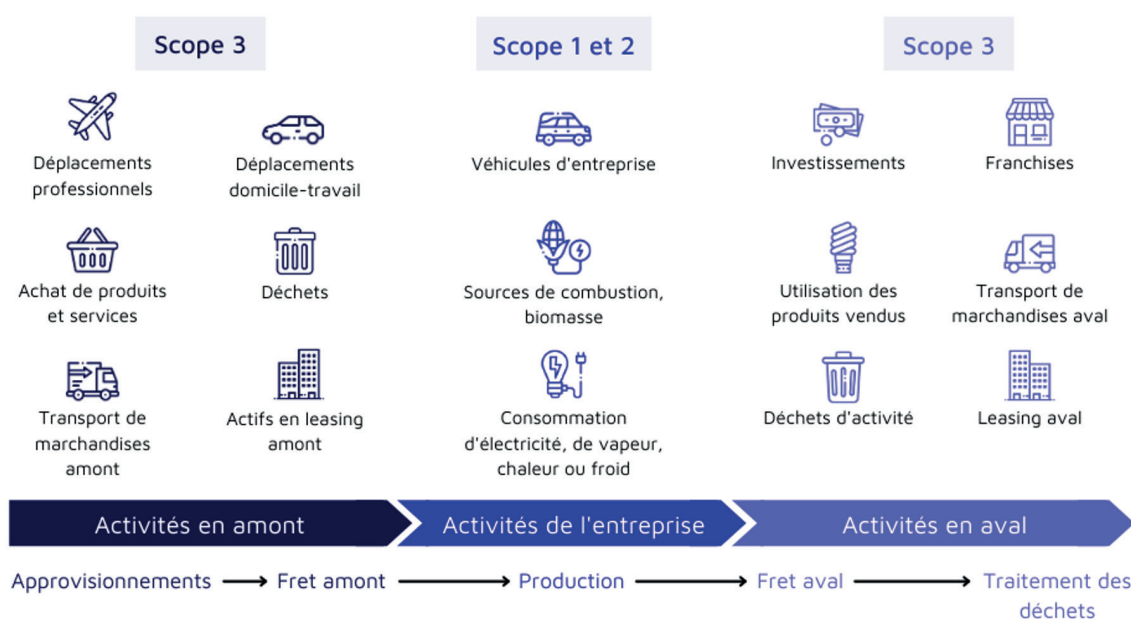 Scope 3
Scope 1 et 2
Scope 3
Déplacements
professionnels
Déplacements
domicile-travail
Véhicules d'entreprise
Investissements
Franchises
Achat de produits
et services
Déchets
Sources de combustion,
biomasse
Utilisation des
produits vendus
Transport de
marchandises aval
Transport de
marchandises
amont
Actifs en leasing
amont
Consommation
d'électricité, de vapeur,
chaleur ou froid
Déchets d'activité
Leasing aval
Activités en amont
Activités de l'entreprise
Activités en aval
Approvisionnements
Fret amont
Production
Fret aval
Traitement des
déchets